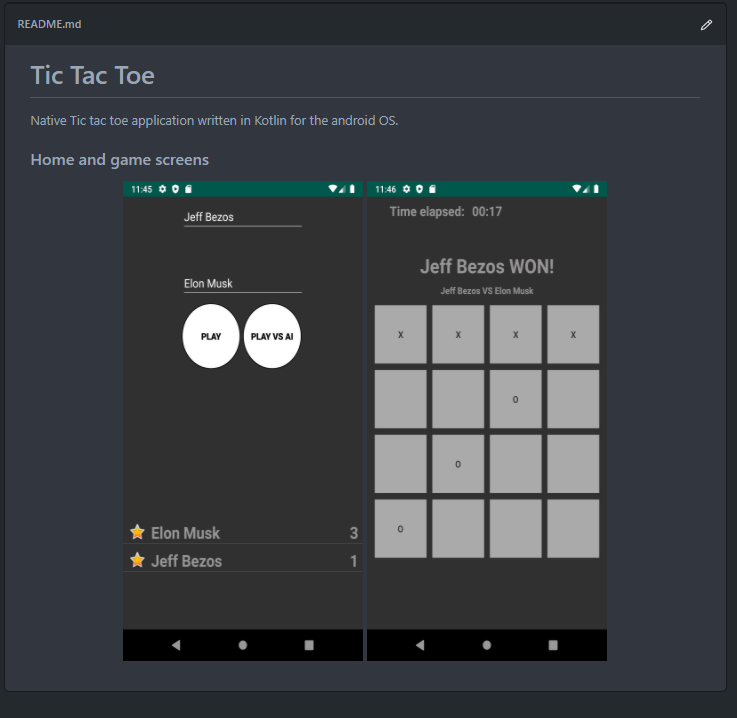 README.md
Tic Tac Toe
Native Tic tac toe application written in Kotlin for the android OS.
Home and game screens
11:45
Jeff Bezos
Elon Musk
PLAY PLAY VS AI
Elon Musk 3
Jeff Bezos 1
11:46
Time elapsed: 00:17
Jeff Bezos WON!
Jeff Bezos VS Elon Musk
X X X X
O
O
O